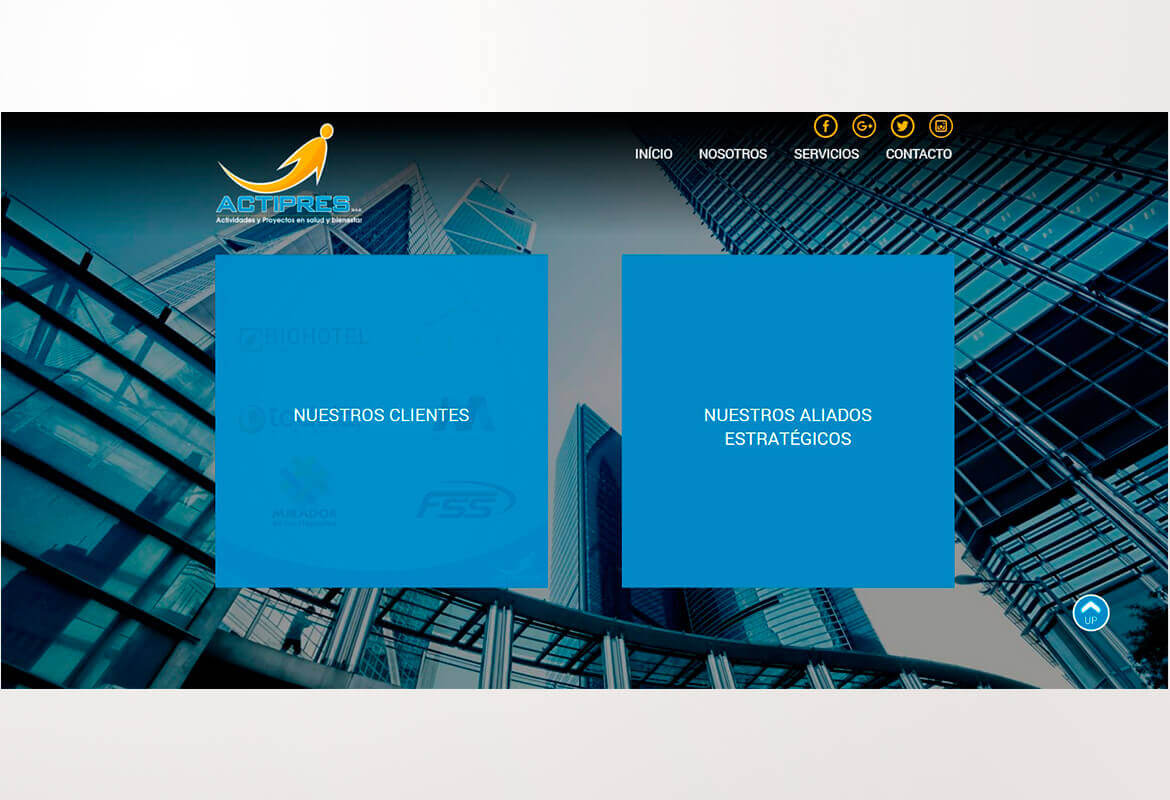 INÍCIO NOSOTROS SERVICIOS CONTACTO
ACTIPRES
Actividades y Proyectos en salud y bienestar
BIOHOTEL
NUESTROS CLIENTES
MIRADOR
FSS
NUESTROS ALIADOS
ESTRATÉGICOS
UP